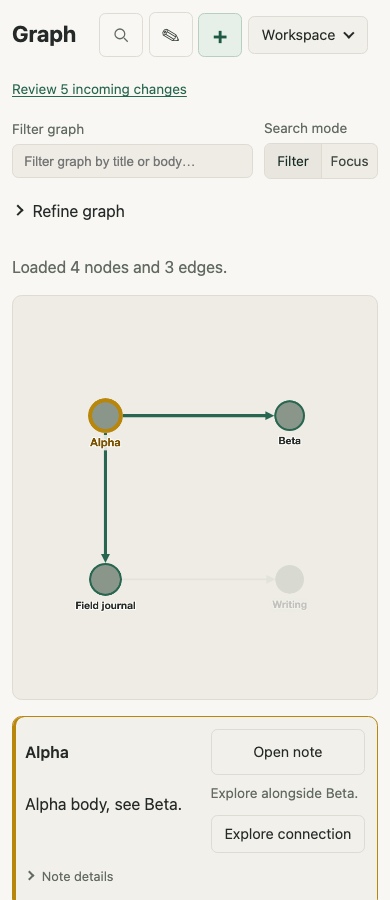 Graph
Workspace
Review 5 incoming changes
Filter graph
Search mode
Filter graph by title or body...
Filter
Focus
Refine graph
Loaded 4 nodes and 3 edges.
Alpha
Beta
Field journal
Writing
Alpha
Open note
Explore alongside Beta.
Alpha body, see Beta.
Explore connection
Note details